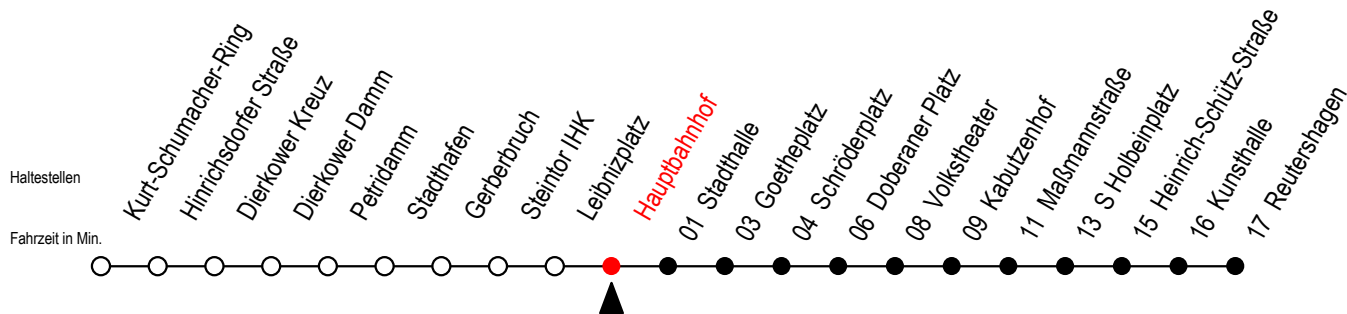 Haltestellen
Fahrzeit in Min.
Kurt-Schumacher-Ring
Hinrichsdorfer Straße
Dierkower Kreuz
Dierkower Damm
Petridamm
Stadthafen
Gerberbruch
Steintor IHK
Leibnizplatz
Hauptbahnhof
01 Stadthalle
03 Goetheplatz
04 Schröderplatz
06 Doberaner Platz
08 Volkstheater
09 Kabutzenhof
11 Maßmannstraße
13 S Holbeinplatz
15 Heinrich-Schütz-Straße
16 Kunsthalle
17 Reutershagen